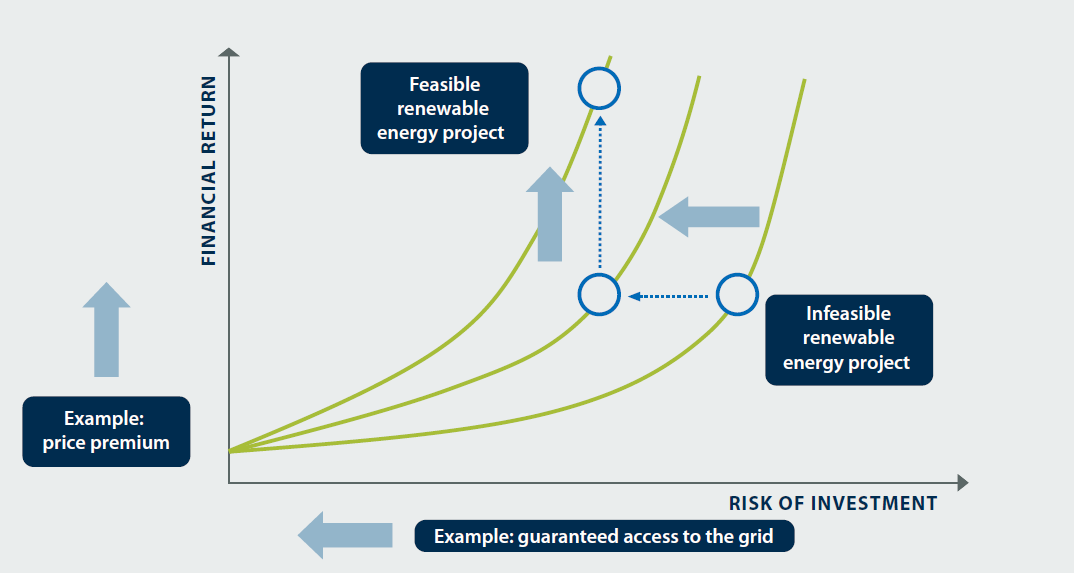 Feasible
renewable
energy project
FINANCIAL RETURN
Infeasible
renewable
energy project
Example:
price premium
RISK OF INVESTMENT
Example: guaranteed access to the grid